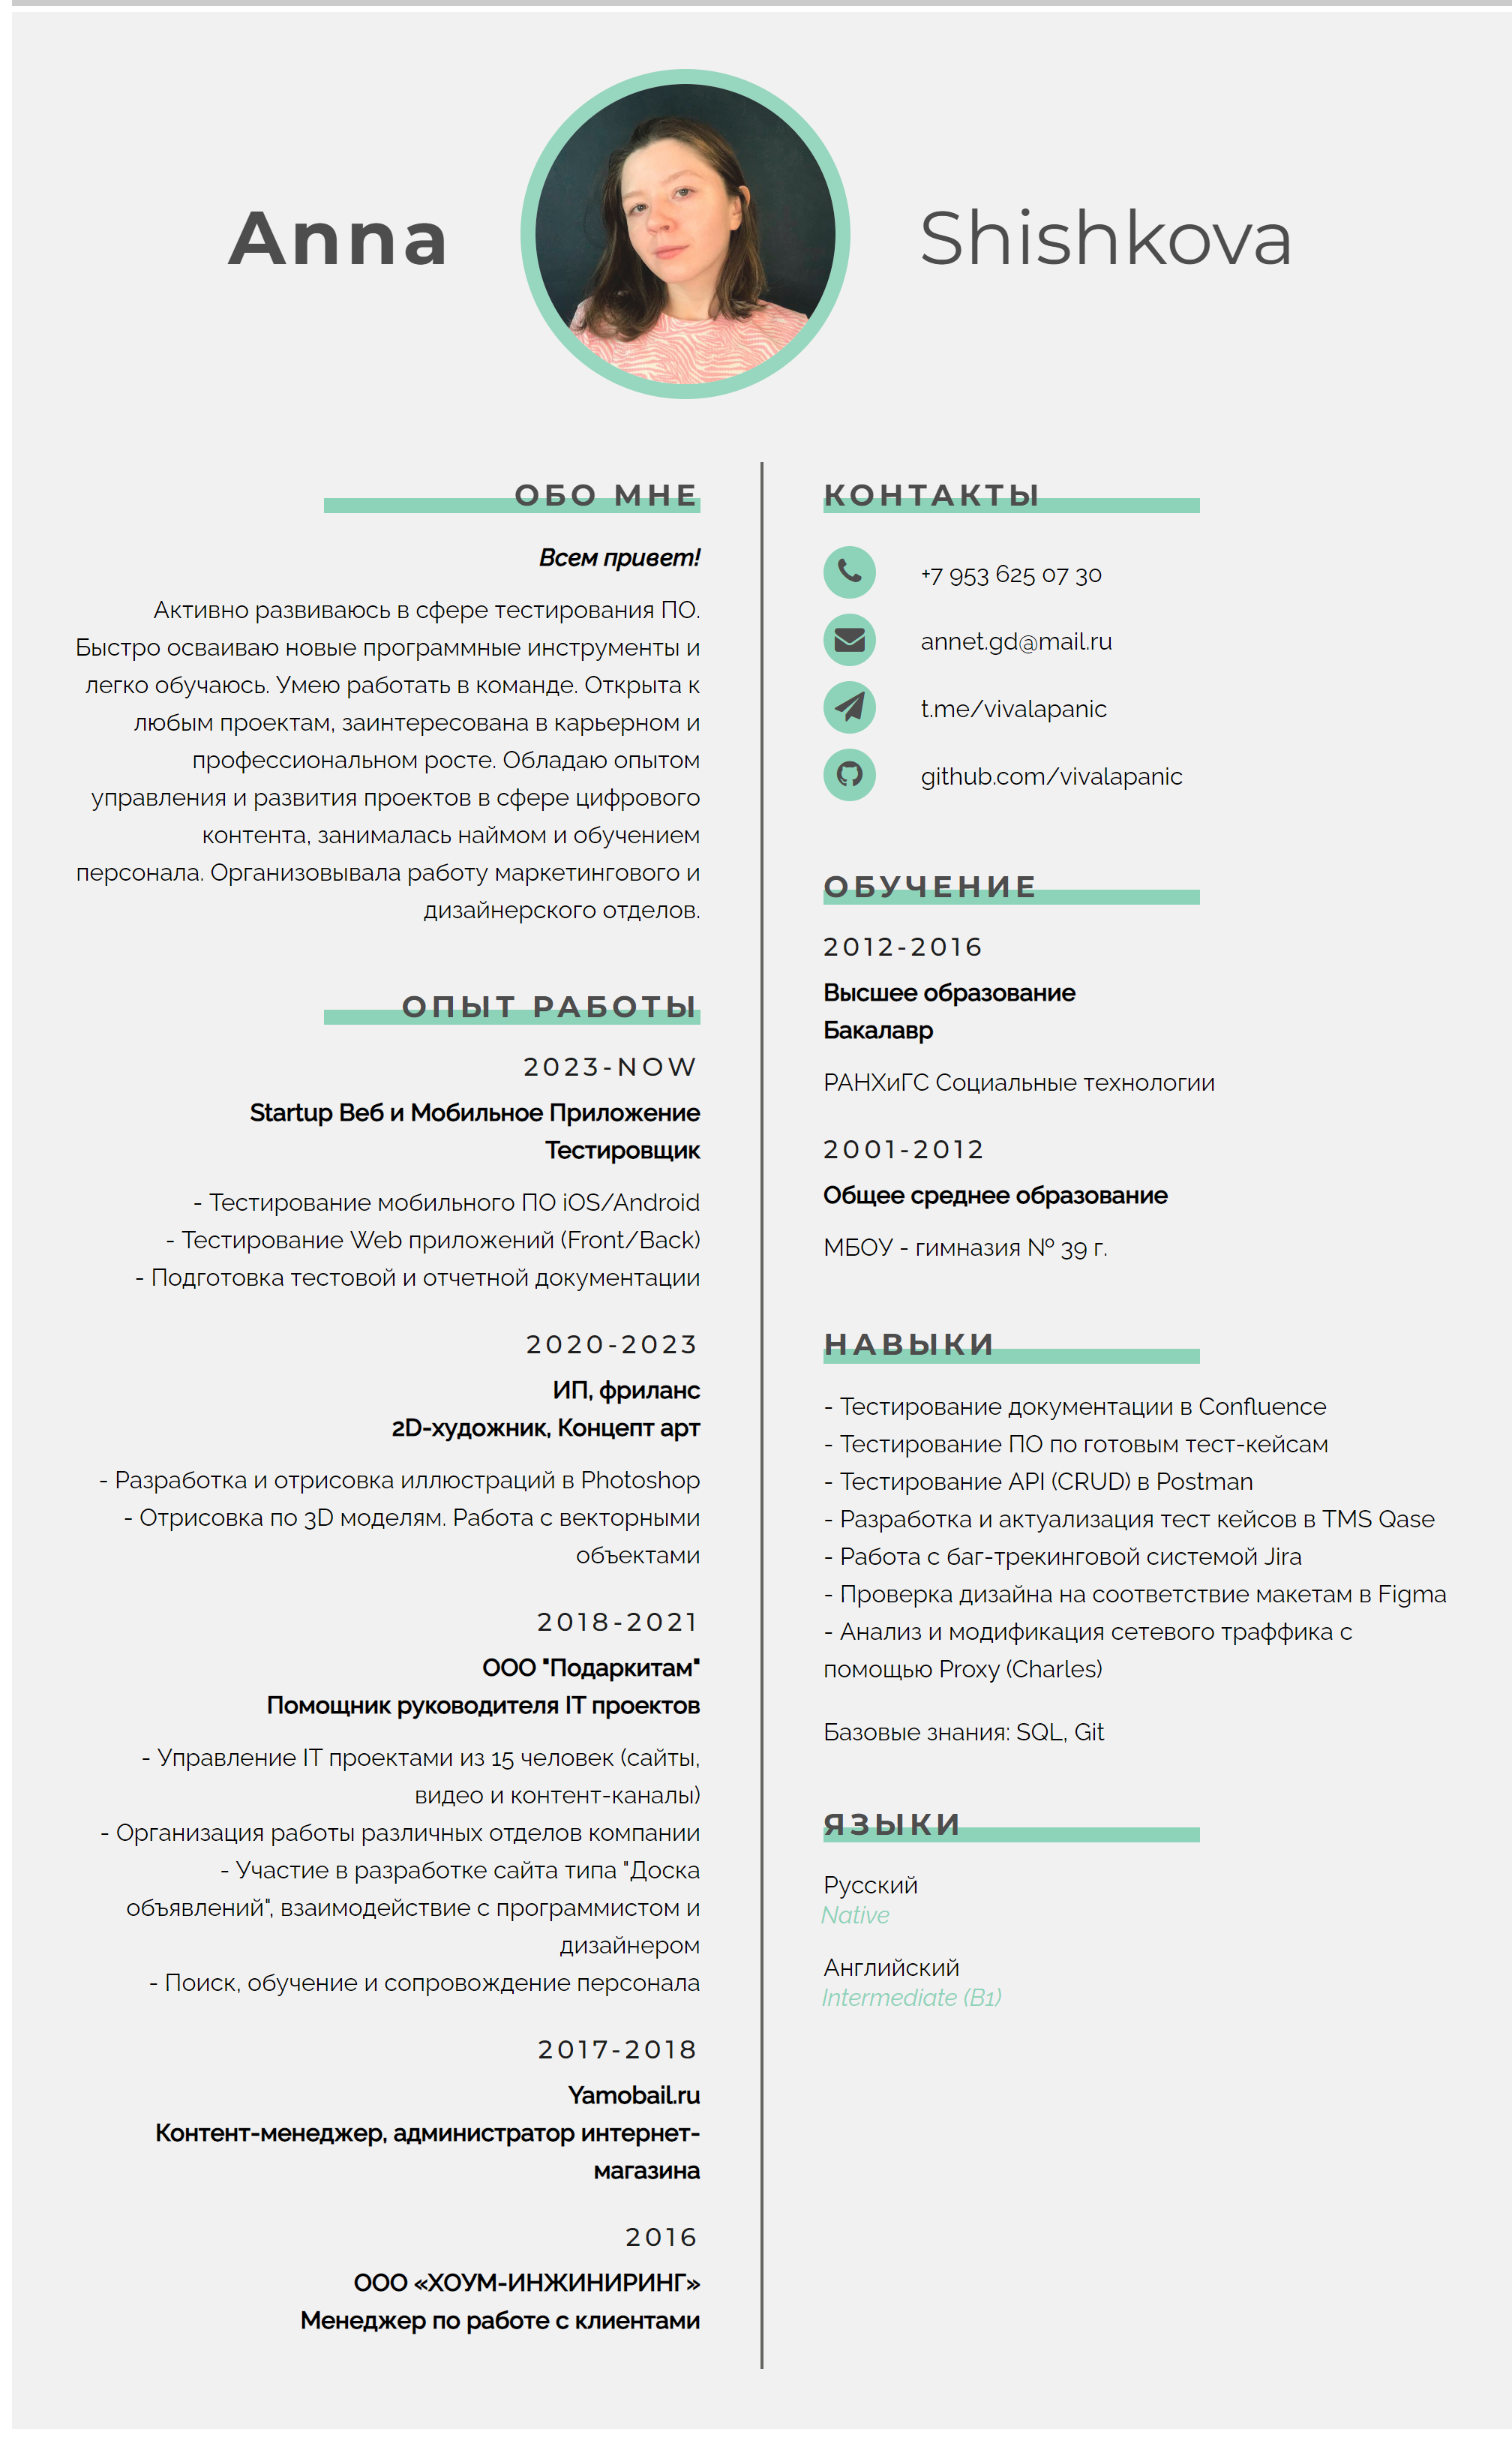 Anna
Shishkova
ОБО МНЕ
Всем привет!
Активно развиваюсь в сфере тестирования ПО.
Быстро осваиваю новые программные инструменты и
легко обучаюсь. Умею работать в команде. Открыта к
любым проектам, заинтересована в карьерном и
профессиональном росте. Обладаю опытом
управления и развития проектов в сфере цифрового
контента, занималась наймом и обучением
персонала. Организовывала работу маркетингового и
дизайнерского отделов.
ОПЫТ РАБОТЫ
2023-NOW
Startup Веб и Мобильное Приложение
Тестировщик
- Тестирование мобильного ПО iOS/Android
- Тестирование Web приложений (Front/Back)
- Подготовка тестовой и отчетной документации
2020-2023
ИП, фриланс
2D-художник, Концепт арт
- Разработка и отрисовка иллюстраций в Photoshop
- Отрисовка по 3D моделям. Работа с векторными
объектами
2018-2021
ООО "Подаркитам"
Помощник руководителя IT проектов
- Управление IT проектами из 15 человек (сайты,
видео и контент-каналы)
- Организация работы различных отделов компании
- Участие в разработке сайта типа "Доска
объявлений", взаимодействие с программистом и
дизайнером
- Поиск, обучение и сопровождение персонала
2017-2018
Yamobail.ru
Контент-менеджер, администратор интернет-
магазина
2016
ООО «ХОУМ-ИНЖИНИРИНГ»
Менеджер по работе с клиентами
КОНТАКТЫ
+7 953 625 07 30
annet.gd@mail.ru
t.me/vivalapanic
github.com/vivalapanic
ОБУЧЕНИЕ
2012-2016
Высшее образование
Бакалавр
РАНХиГС Социальные технологии
2001-2012
Общее среднее образование
МБОУ - гимназия № 39 г.
НАВЫКИ
- Тестирование документации в Confluence
- Тестирование ПО по готовым тест-кейсам
- Тестирование API (CRUD) в Postman
- Разработка и актуализация тест кейсов в TMS Qase
- Работа с баг-трекинговой системой Jira
- Проверка дизайна на соответствие макетам в Figma
- Анализ и модификация сетевого траффика с
помощью Proxy (Charles)
Базовые знания: SQL, Git
ЯЗЫКИ
Русский
Native
Английский
Intermediate (B1)